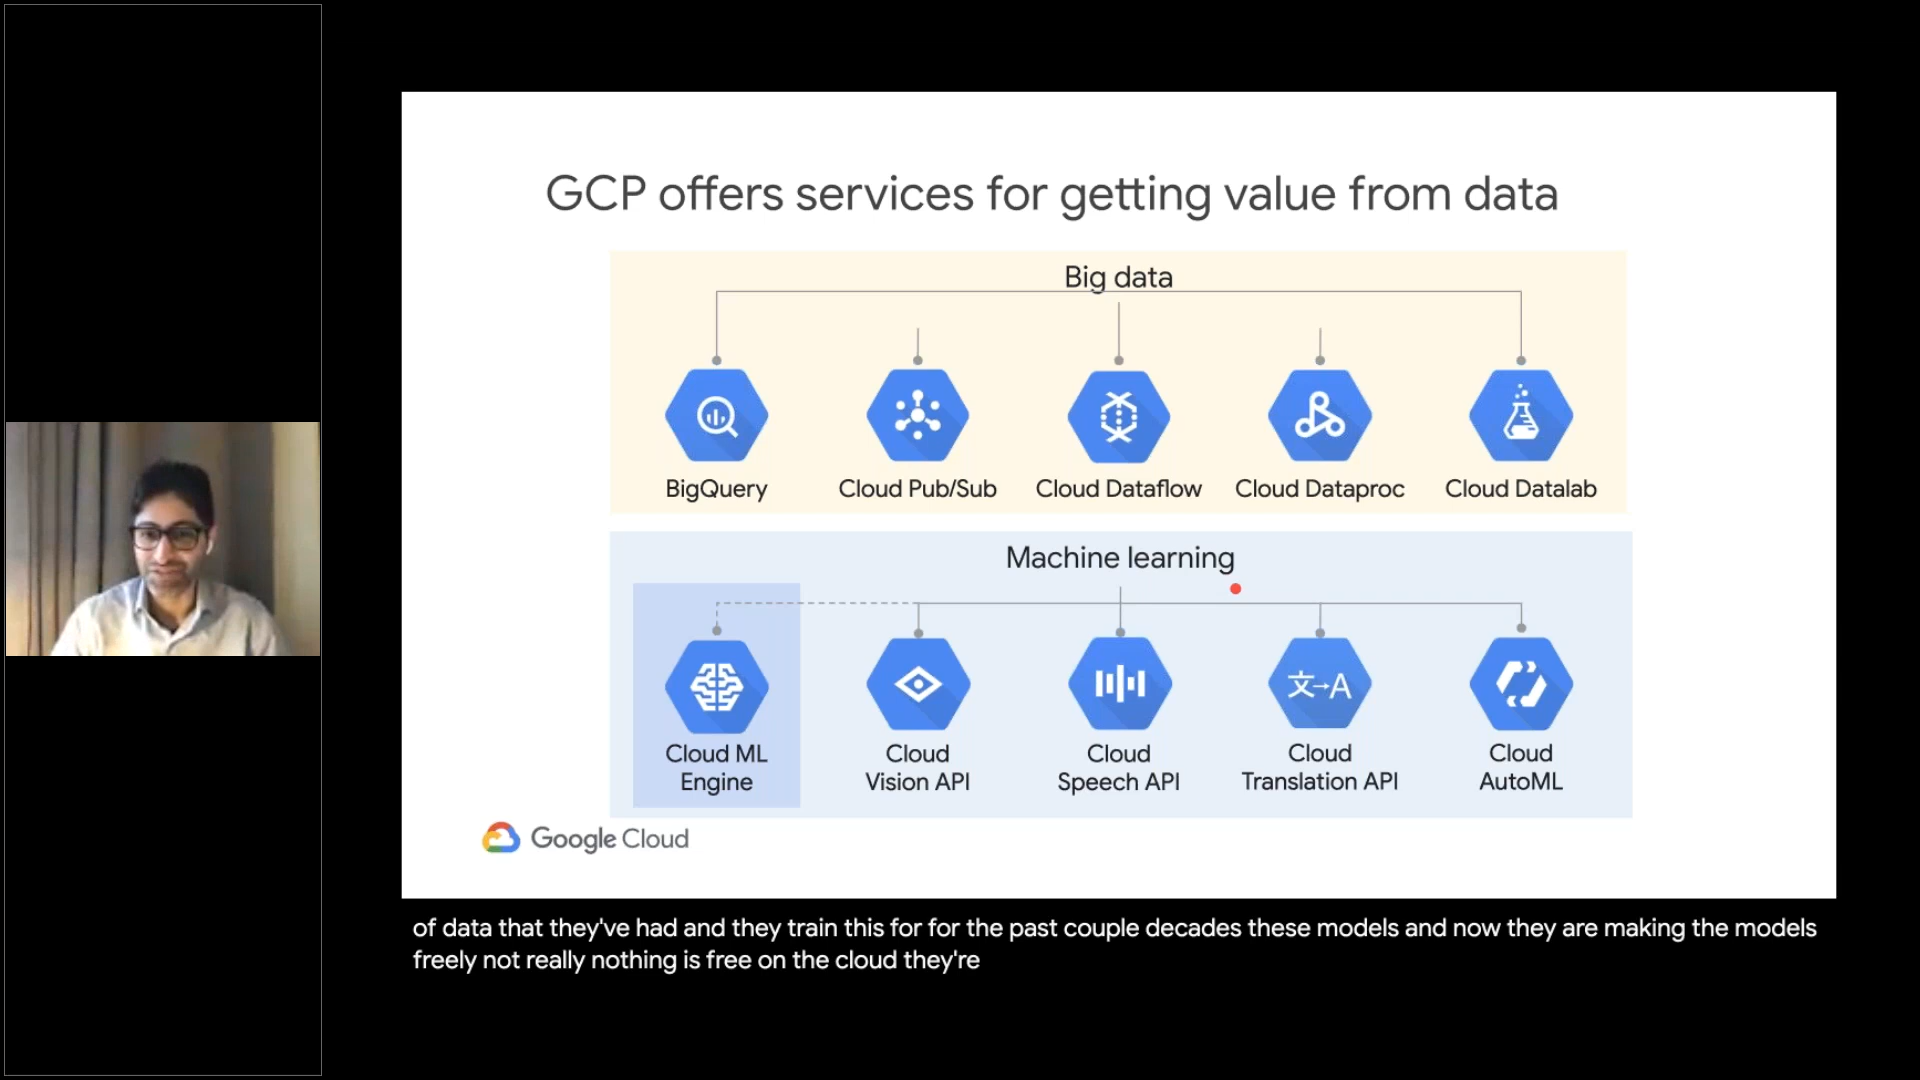 GCP offers services for getting value from data
Big data
BigQuery
Cloud Pub/Sub
Cloud Dataflow
Cloud Dataproc
Cloud Datalab
Machine learning
文→A
Cloud ML
Engine
Cloud
Vision API
Cloud
Speech API
Cloud
Translation API
Cloud
AutoML
Google Cloud
of data that they've had and they train this for for the past couple decades these models and now they are making the models
freely not really nothing is free on the cloud they're